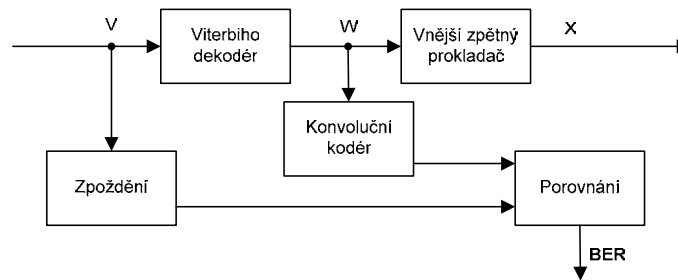 V
Viterbiho
dekodér
W
Vnější zpětný
prokladač
X
Konvoluční
kodér
Zpoždění
Porovnání
BER